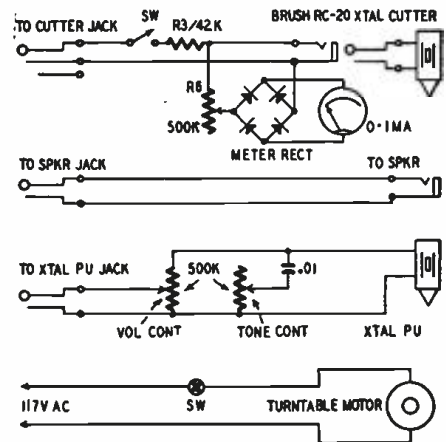 TO CUTTER JACK
SW
R3/42K
BRUSH RC-20 XTAL CUTTER
R6
500K
0-1MA
METER RECT
TO SPKR JACK
TO SPKR
TO XTAL PU JACK
500K
.01
VOL CONT
TONE CONT
XTAL PU
117V AC
SW
TURNTABLE MOTOR